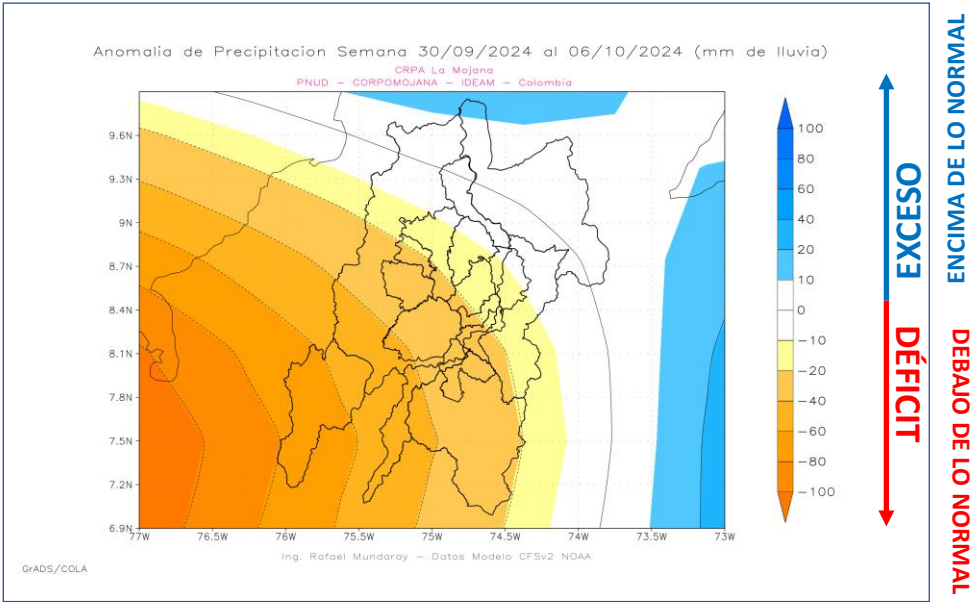 Anomalia de Precipitacion Semana 30/09/2024 al 06/10/2024 (mm de lluvia)
CRPA La Mojana
PNUD – CORPOMOJANA – IDEAM – Colombia
9.6N
9.3N
9N
8.7N
8.4N
8.1N
7.8N
7.5N
7.2N
6.9N
77W
76.5W
76W
75.5W
75W
74.5W
74W
73.5W
73W
100
80
60
40
20
10
0
−10
−20
−40
−60
−80
−100
EXCESO
DÉFICIT
ENCIMA DE LO NORMAL
DEBAJO DE LO NORMAL
Ing. Rafael Mundaray – Datos Modelo CFSv2 NOAA
GrADS/COLA